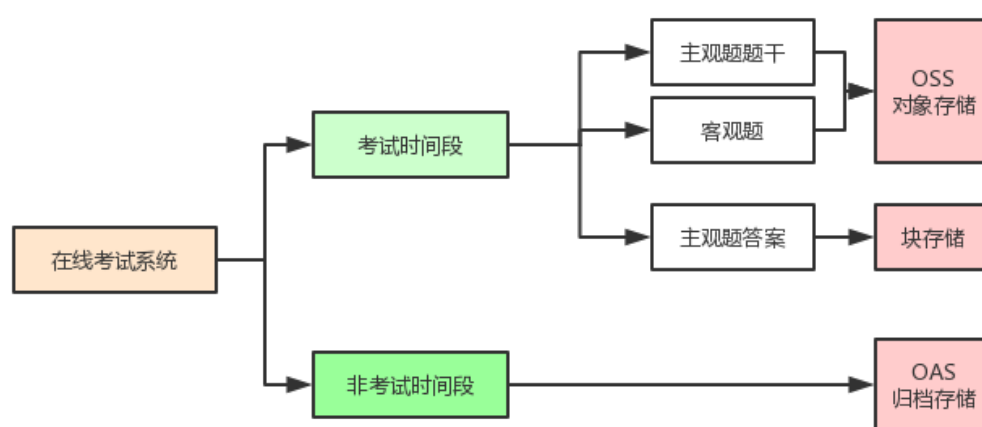 主观题题干
OSS
对象存储
客观题
考试时间段
主观题答案
块存储
在线考试系统
非考试时间段
OAS
归档存储